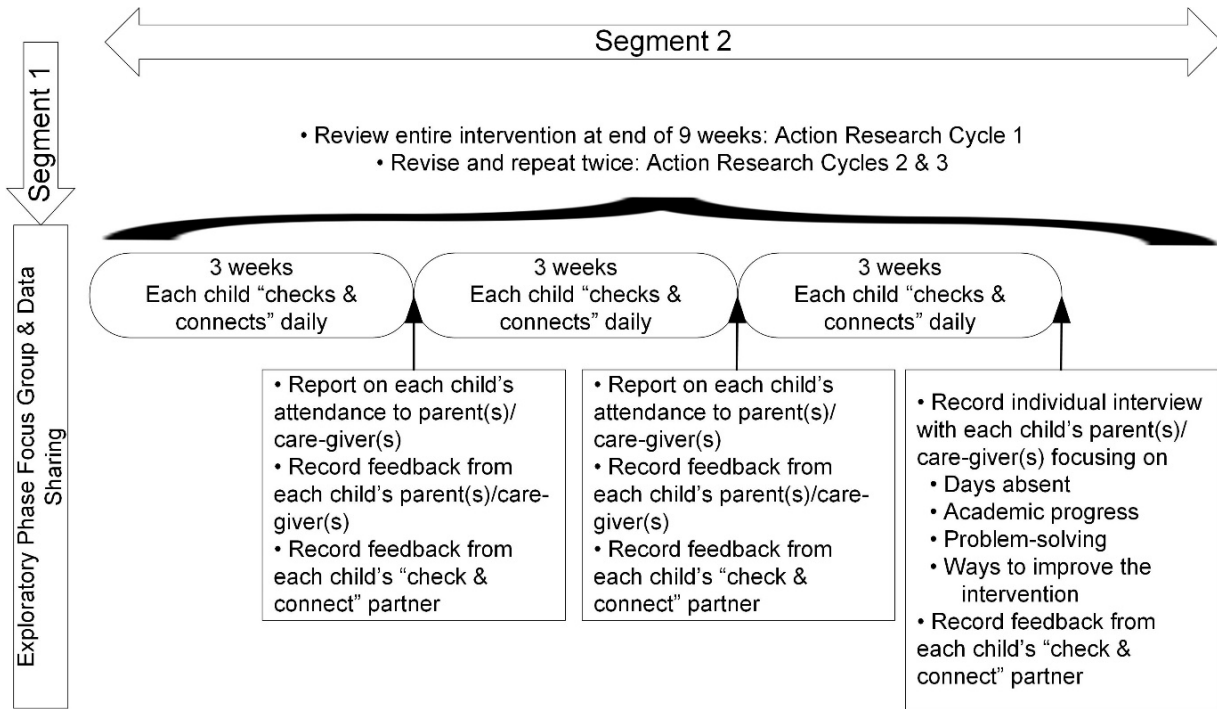 Segment 2
Segment 1
• Review entire intervention at end of 9 weeks: Action Research Cycle 1
• Revise and repeat twice: Action Research Cycles 2 & 3
Exploratory Phase Focus Group & Data
Sharing
3 weeks
Each child “checks &
connects” daily
3 weeks
Each child “checks &
connects” daily
3 weeks
Each child “checks &
connects” daily
• Report on each child’s
attendance to parent(s)/
care-giver(s)
• Record feedback from
each child’s parent(s)/care-
giver(s)
• Record feedback from
each child’s “check &
connect” partner
• Report on each child’s
attendance to parent(s)/
care-giver(s)
• Record feedback from
each child’s parent(s)/care-
giver(s)
• Record feedback from
each child’s “check &
connect” partner
• Record individual interview
with each child’s parent(s)/
care-giver(s) focusing on
• Days absent
• Academic progress
• Problem-solving
• Ways to improve the
intervention
• Record feedback from
each child’s “check &
connect” partner